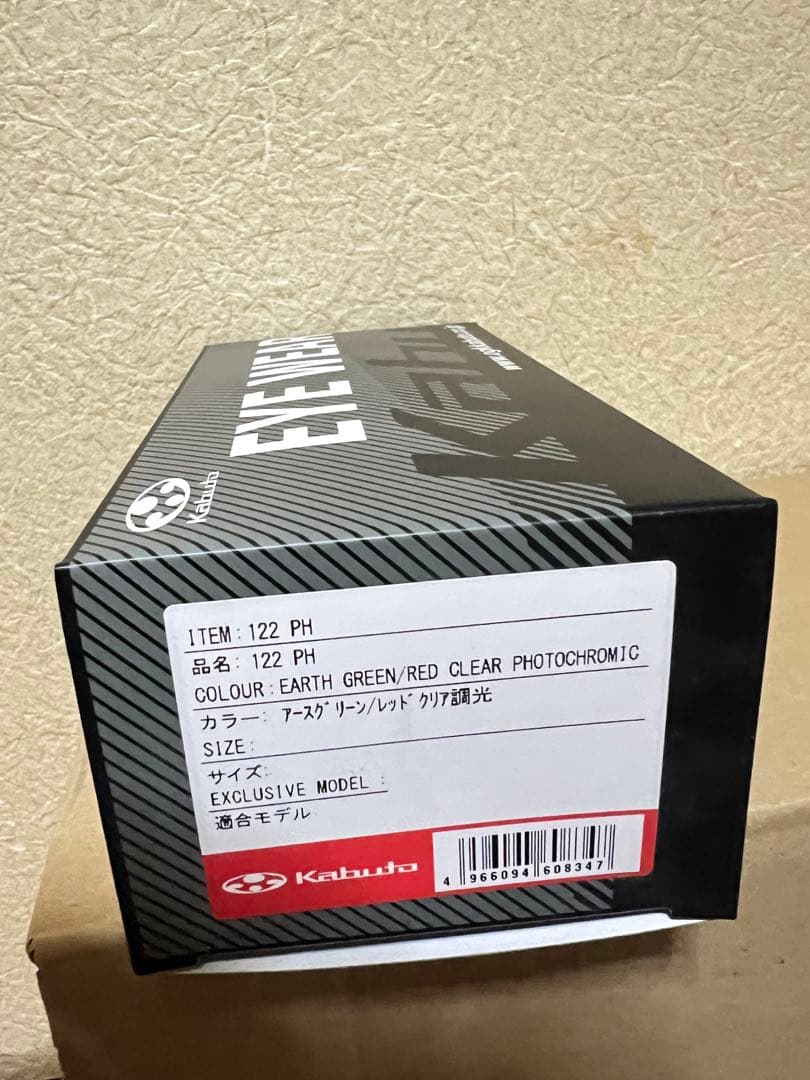 EYE WEAR
Kabuto
Kabuto
ITEM: 122 PH
品名: 122 PH
COLOUR: EARTH GREEN/RED CLEAR PHOTOCHROMIC
カラー: ｱｰｽｸﾞﾘｰﾝ/ﾚｯﾄﾞｸﾘｱ調光
SIZE:
サイズ:
EXCLUSIVE MODEL :
適合モデル
Kabuto
4 966094 608347